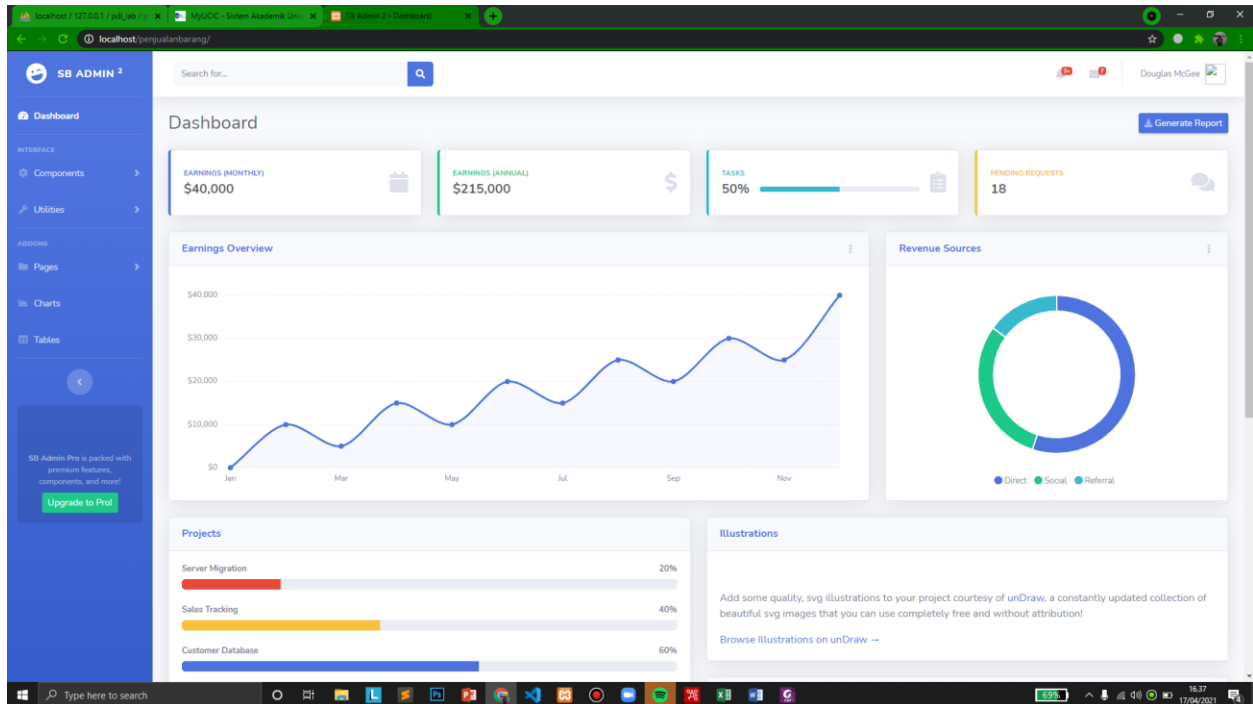 localhost / 127.0.0.1 / pdi_lab / p
MyUCIC - Sistem Akademik Univ
SB Admin 2 - Dashboard
localhost/penjualanbarang/
SB ADMIN 2
Search for...
3+
7
Douglas McGee
Dashboard
INTERFACE
Components
Utilities
ADDONS
Pages
Charts
Tables
SB Admin Pro is packed with
premium features,
components, and more!
Upgrade to Pro!
Dashboard
Generate Report
EARNINGS (MONTHLY)
$40,000
EARNINGS (ANNUAL)
$215,000
TASKS
50%
PENDING REQUESTS
18
Earnings Overview
$40,000
$30,000
$20,000
$10,000
$0
Jan Mar May Jul Sep Nov
Revenue Sources
Direct Social Referral
Projects
Server Migration 20%
Sales Tracking 40%
Customer Database 60%
Illustrations
Add some quality, svg illustrations to your project courtesy of unDraw, a constantly updated collection of
beautiful svg images that you can use completely free and without attribution!
Browse Illustrations on unDraw →
Type here to search
69%
16.37
17/04/2021